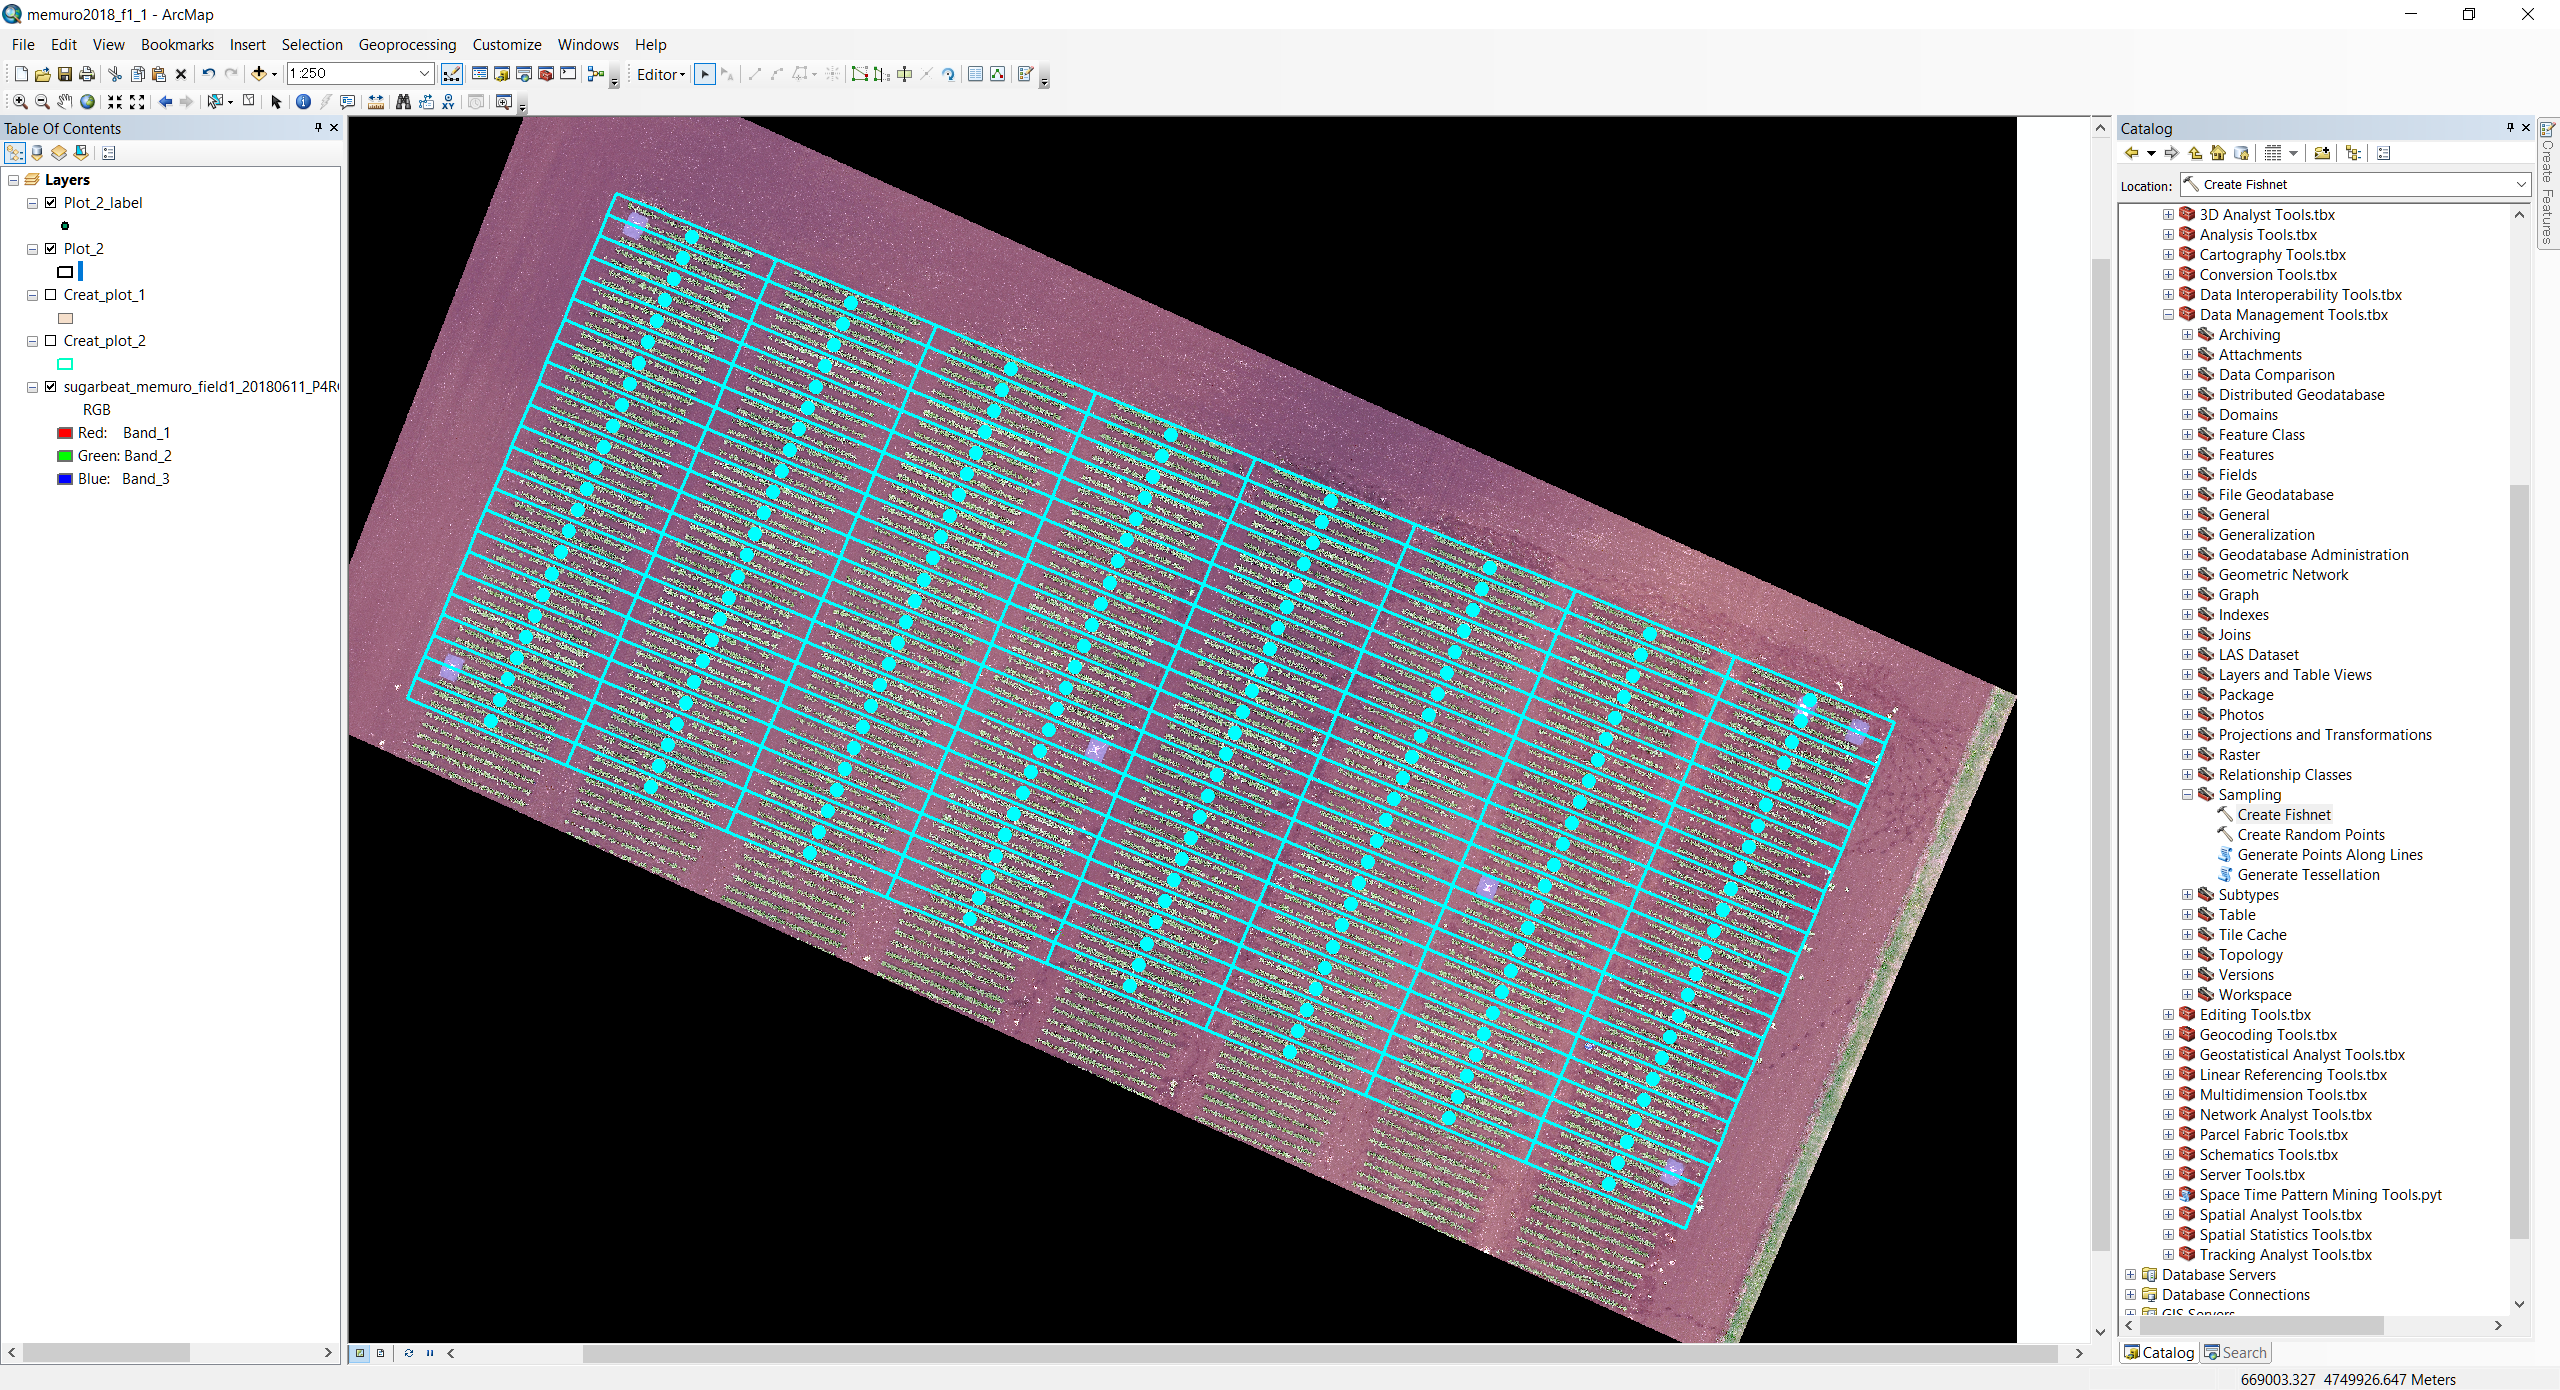 memuro2018_f1_1 - ArcMap
File Edit View Bookmarks Insert Selection Geoprocessing Customize Windows Help
1:250
Editor
Table Of Contents
Layers
Plot_2_label
Plot_2
Creat_plot_1
Creat_plot_2
sugarbeat_memuro_field1_20180611_P4R
RGB
Red: Band_1
Green: Band_2
Blue: Band_3
Catalog
Location: Create Fishnet
3D Analyst Tools.tbx
Analysis Tools.tbx
Cartography Tools.tbx
Conversion Tools.tbx
Data Interoperability Tools.tbx
Data Management Tools.tbx
Archiving
Attachments
Data Comparison
Distributed Geodatabase
Domains
Feature Class
Features
Fields
File Geodatabase
General
Generalization
Geodatabase Administration
Geometric Network
Graph
Indexes
Joins
LAS Dataset
Layers and Table Views
Package
Photos
Projections and Transformations
Raster
Relationship Classes
Sampling
Create Fishnet
Create Random Points
Generate Points Along Lines
Generate Tessellation
Subtypes
Table
Tile Cache
Topology
Versions
Workspace
Editing Tools.tbx
Geocoding Tools.tbx
Geostatistical Analyst Tools.tbx
Linear Referencing Tools.tbx
Multidimension Tools.tbx
Network Analyst Tools.tbx
Parcel Fabric Tools.tbx
Schematics Tools.tbx
Server Tools.tbx
Space Time Pattern Mining Tools.pyt
Spatial Analyst Tools.tbx
Spatial Statistics Tools.tbx
Tracking Analyst Tools.tbx
Database Servers
Database Connections
GIS Servers
Catalog Search
Create Features
669003.327 4749926.647 Meters